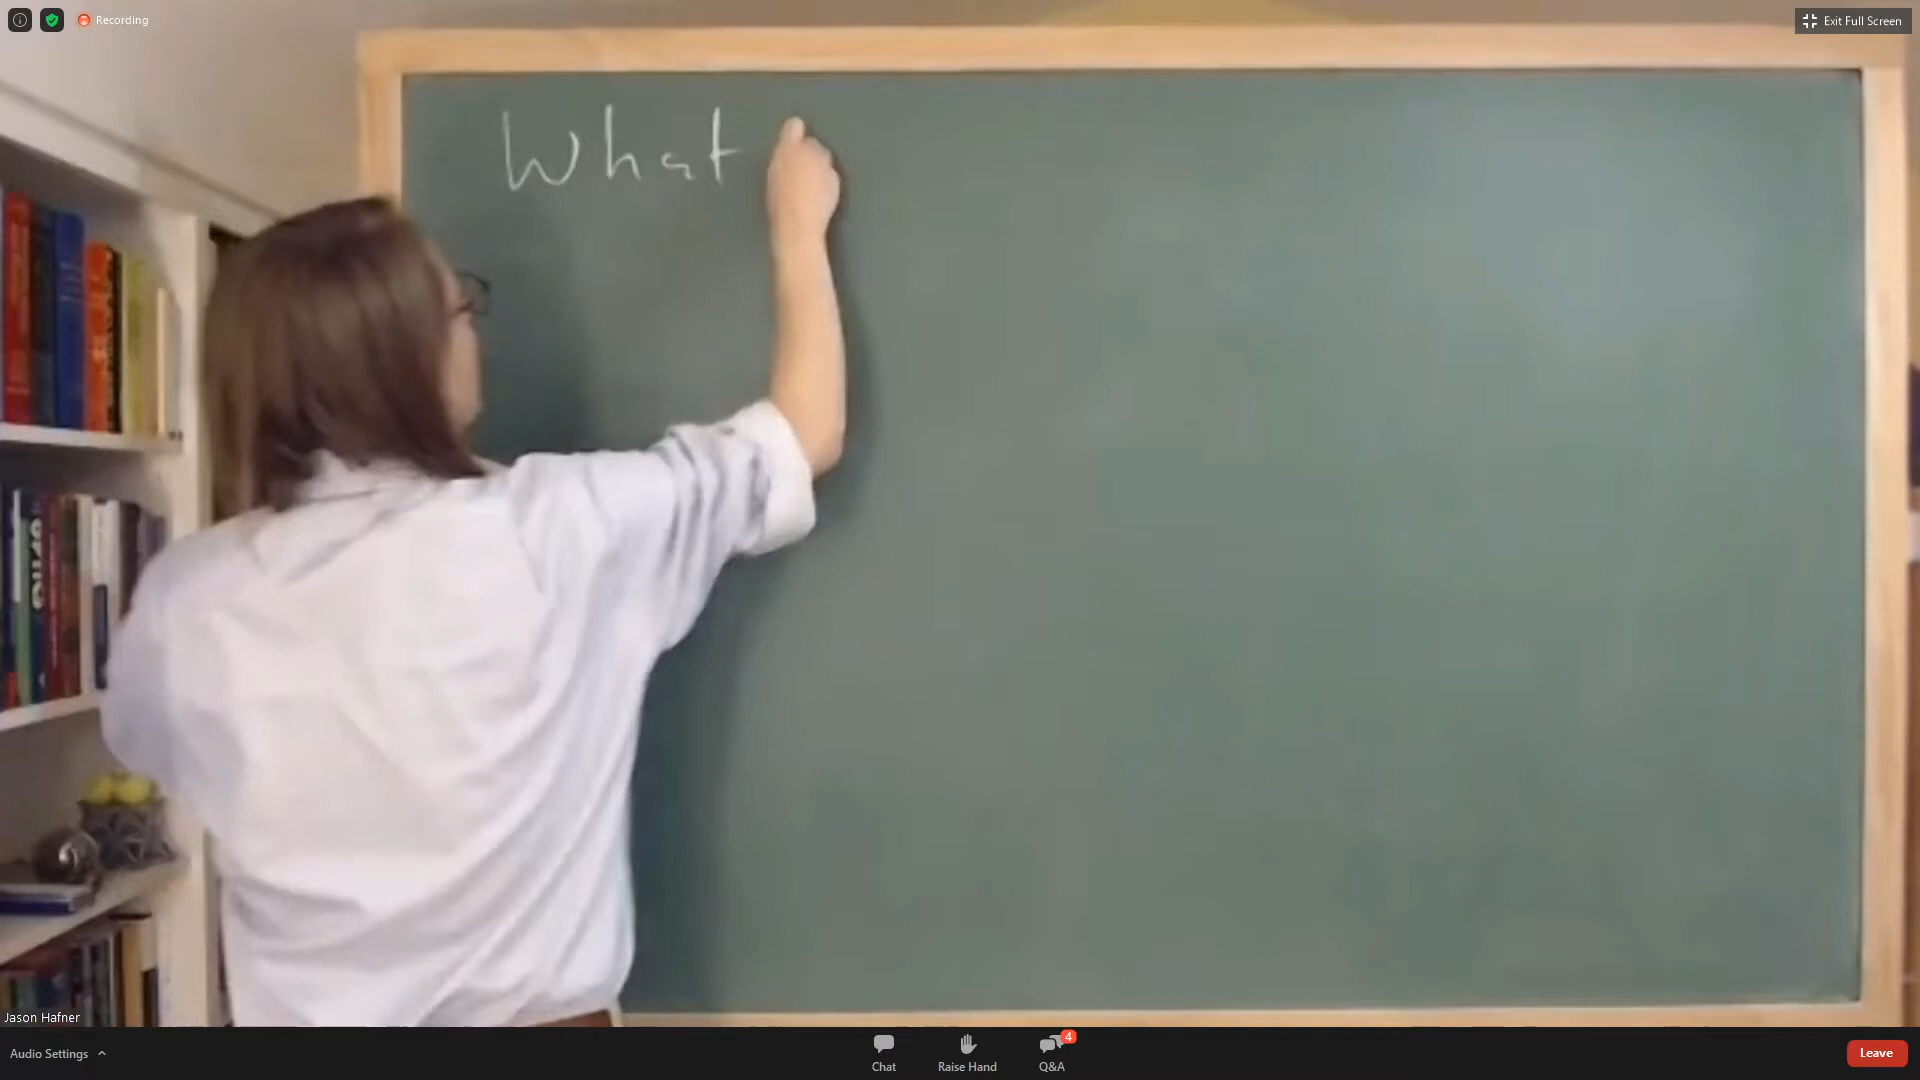 Recording
Exit Full Screen
What
Jason Hafner
Audio Settings
Chat
Raise Hand
4
Q&A
Leave